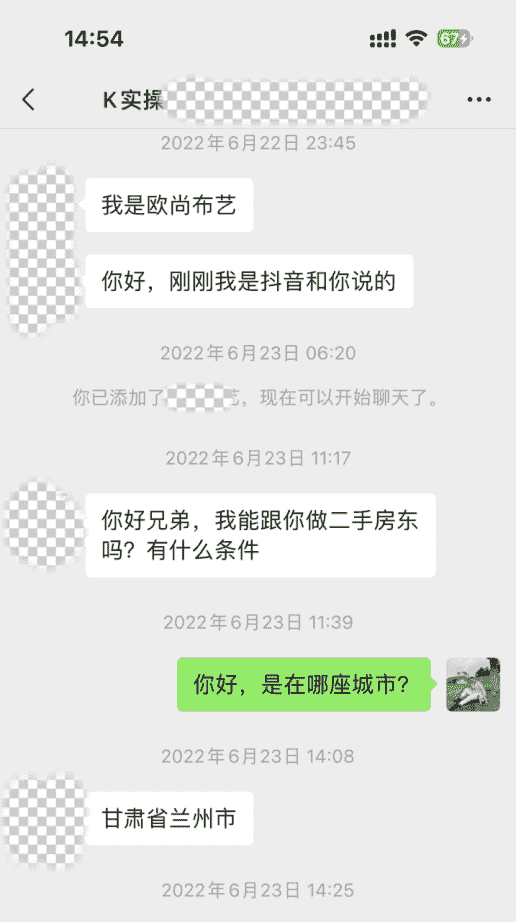 14:54
67
K实操
2022年6月22日 23:45
我是欧尚布艺
你好，刚刚我是抖音和你说的
2022年6月23日 06:20
你已添加了艺，现在可以开始聊天了。
2022年6月23日 11:17
你好兄弟，我能跟你做二手房东
吗？有什么条件
2022年6月23日 11:39
你好，是在哪座城市？
2022年6月23日 14:08
甘肃省兰州市
2022年6月23日 14:25